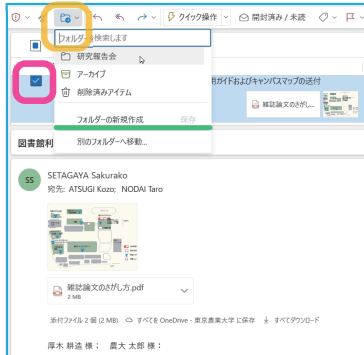 クイック操作
開封済み / 未読
フォルダーを検索します
研究報告会
アーカイブ
用ガイドおよびキャンパスマップの送付
削除済みアイテム
雑誌論文のさがし...
フォルダーの新規作成 保存
図書館利
別のフォルダーへ移動...
SS
SETAGAYA Sakurako
宛先: ATSUGI Kozo; NODAI Taro
雑誌論文のさがし方.pdf
2 MB
添付ファイル 2 個 (2 MB) すべてを OneDrive - 東京農業大学 に保存 すべてダウンロード
厚木 耕造 様； 農大 太郎 様：